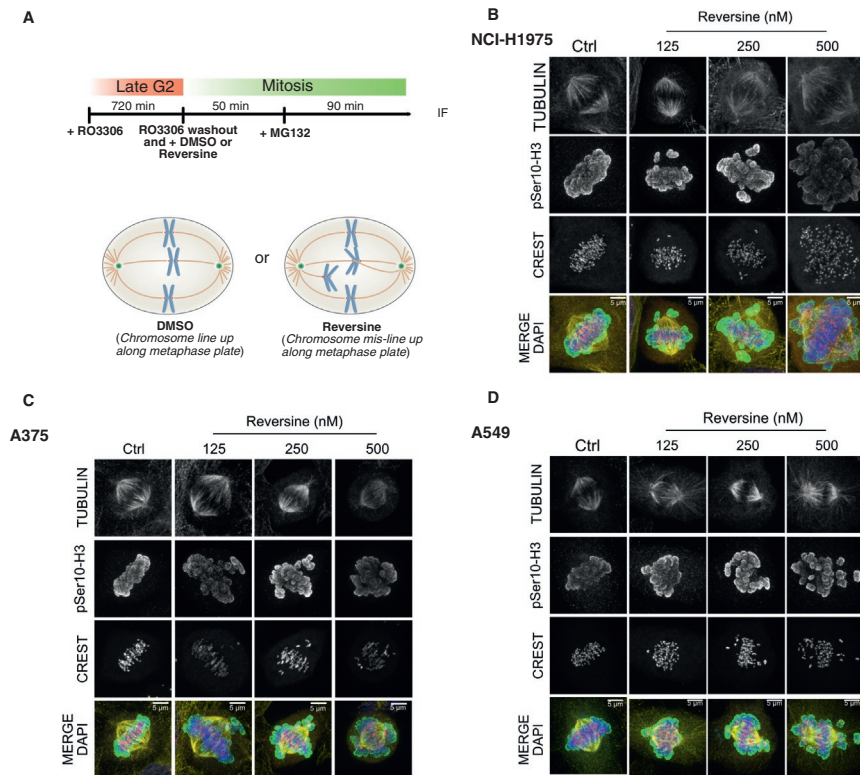 A
Late G2
Mitosis
720 min
50 min
90 min
IF
+ RO3306
RO3306 washout
and + DMSO or
Reversine
+ MG132
or
DMSO
(Chromosome line up
along metaphase plate)
Reversine
(Chromosome mis-line up
along metaphase plate)
B
NCI-H1975
Reversine (nM)
Ctrl
125
250
500
TUBULIN
pSer10-H3
CREST
MERGE
DAPI
5 µm
5 µm
5 µm
5 µm
C
A375
Reversine (nM)
Ctrl
125
250
500
TUBULIN
pSer10-H3
CREST
MERGE
DAPI
5 µm
5 µm
5 µm
5 µm
D
A549
Reversine (nM)
Ctrl
125
250
500
TUBULIN
pSer10-H3
CREST
MERGE
DAPI
5 µm
5 µm
5 µm
5 µm